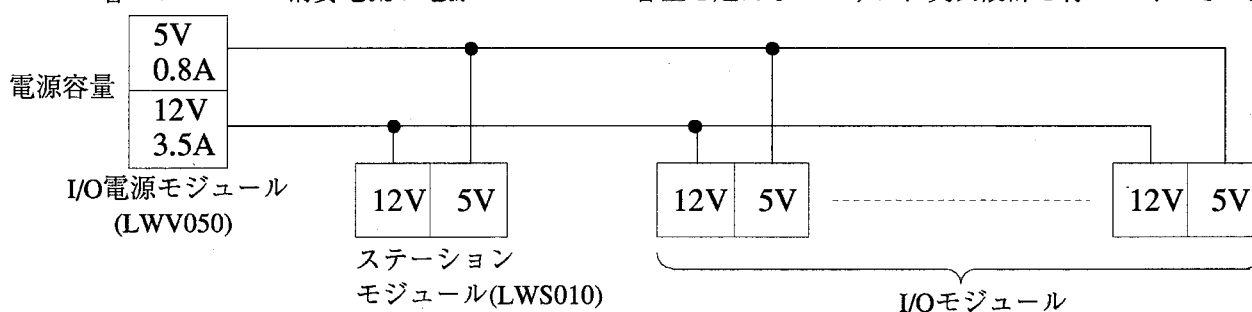 5V
0.8A
電源容量
12V
3.5A
I/O電源モジュール
(LWV050)
12V 5V
ステーション
モジュール(LWS010)
12V 5V
12V 5V
I/Oモジュール